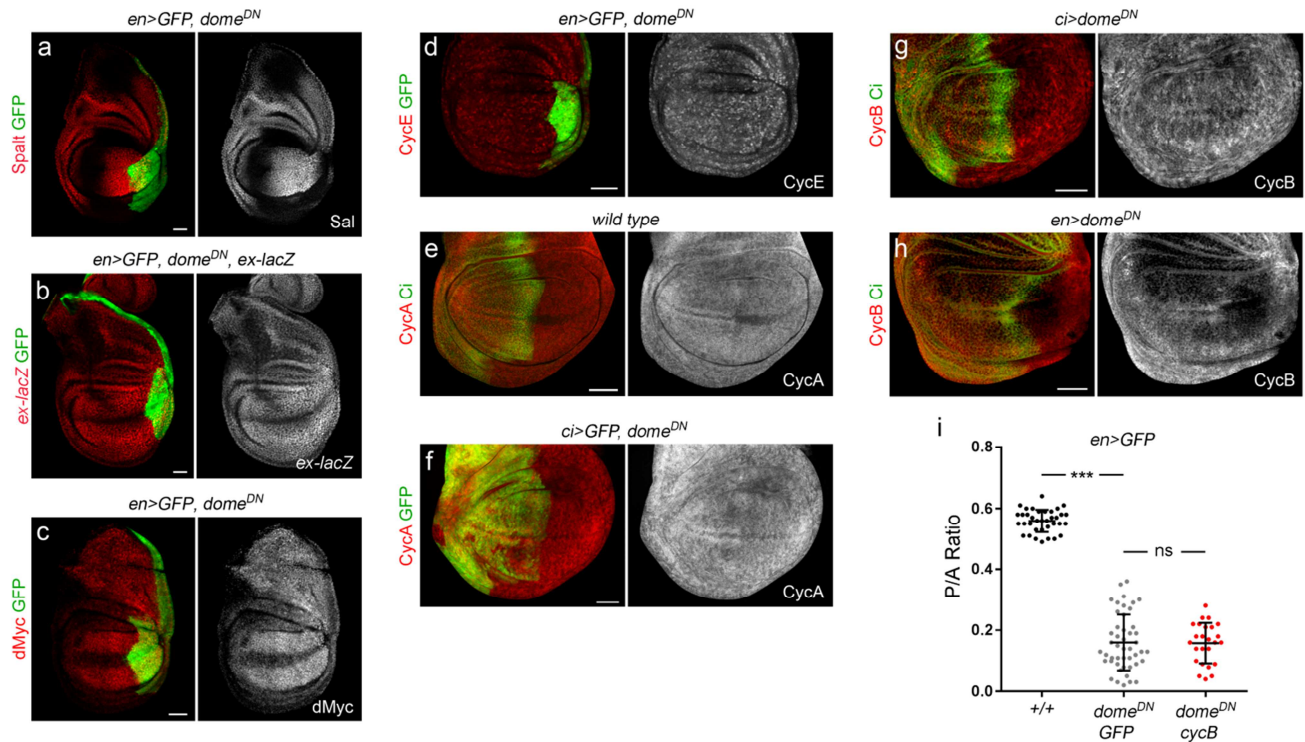 en>GFP, dome^DN
a
Spalt GFP
Sal
en>GFP, dome^DN, ex-lacZ
b
ex-lacZ GFP
ex-lacZ
en>GFP, dome^DN
c
dMyc GFP
dMyc
en>GFP, dome^DN
d
CycE GFP
CycE
wild type
e
CycA Ci
CycA
ci>GFP, dome^DN
f
CycA GFP
CycA
ci>dome^DN
g
CycB Ci
CycB
en>dome^DN
h
CycB Ci
CycB
i
en>GFP
P/A Ratio
0.8
0.6
0.4
0.2
0.0
***
ns
+/+
dome^DN
GFP
dome^DN
cycB